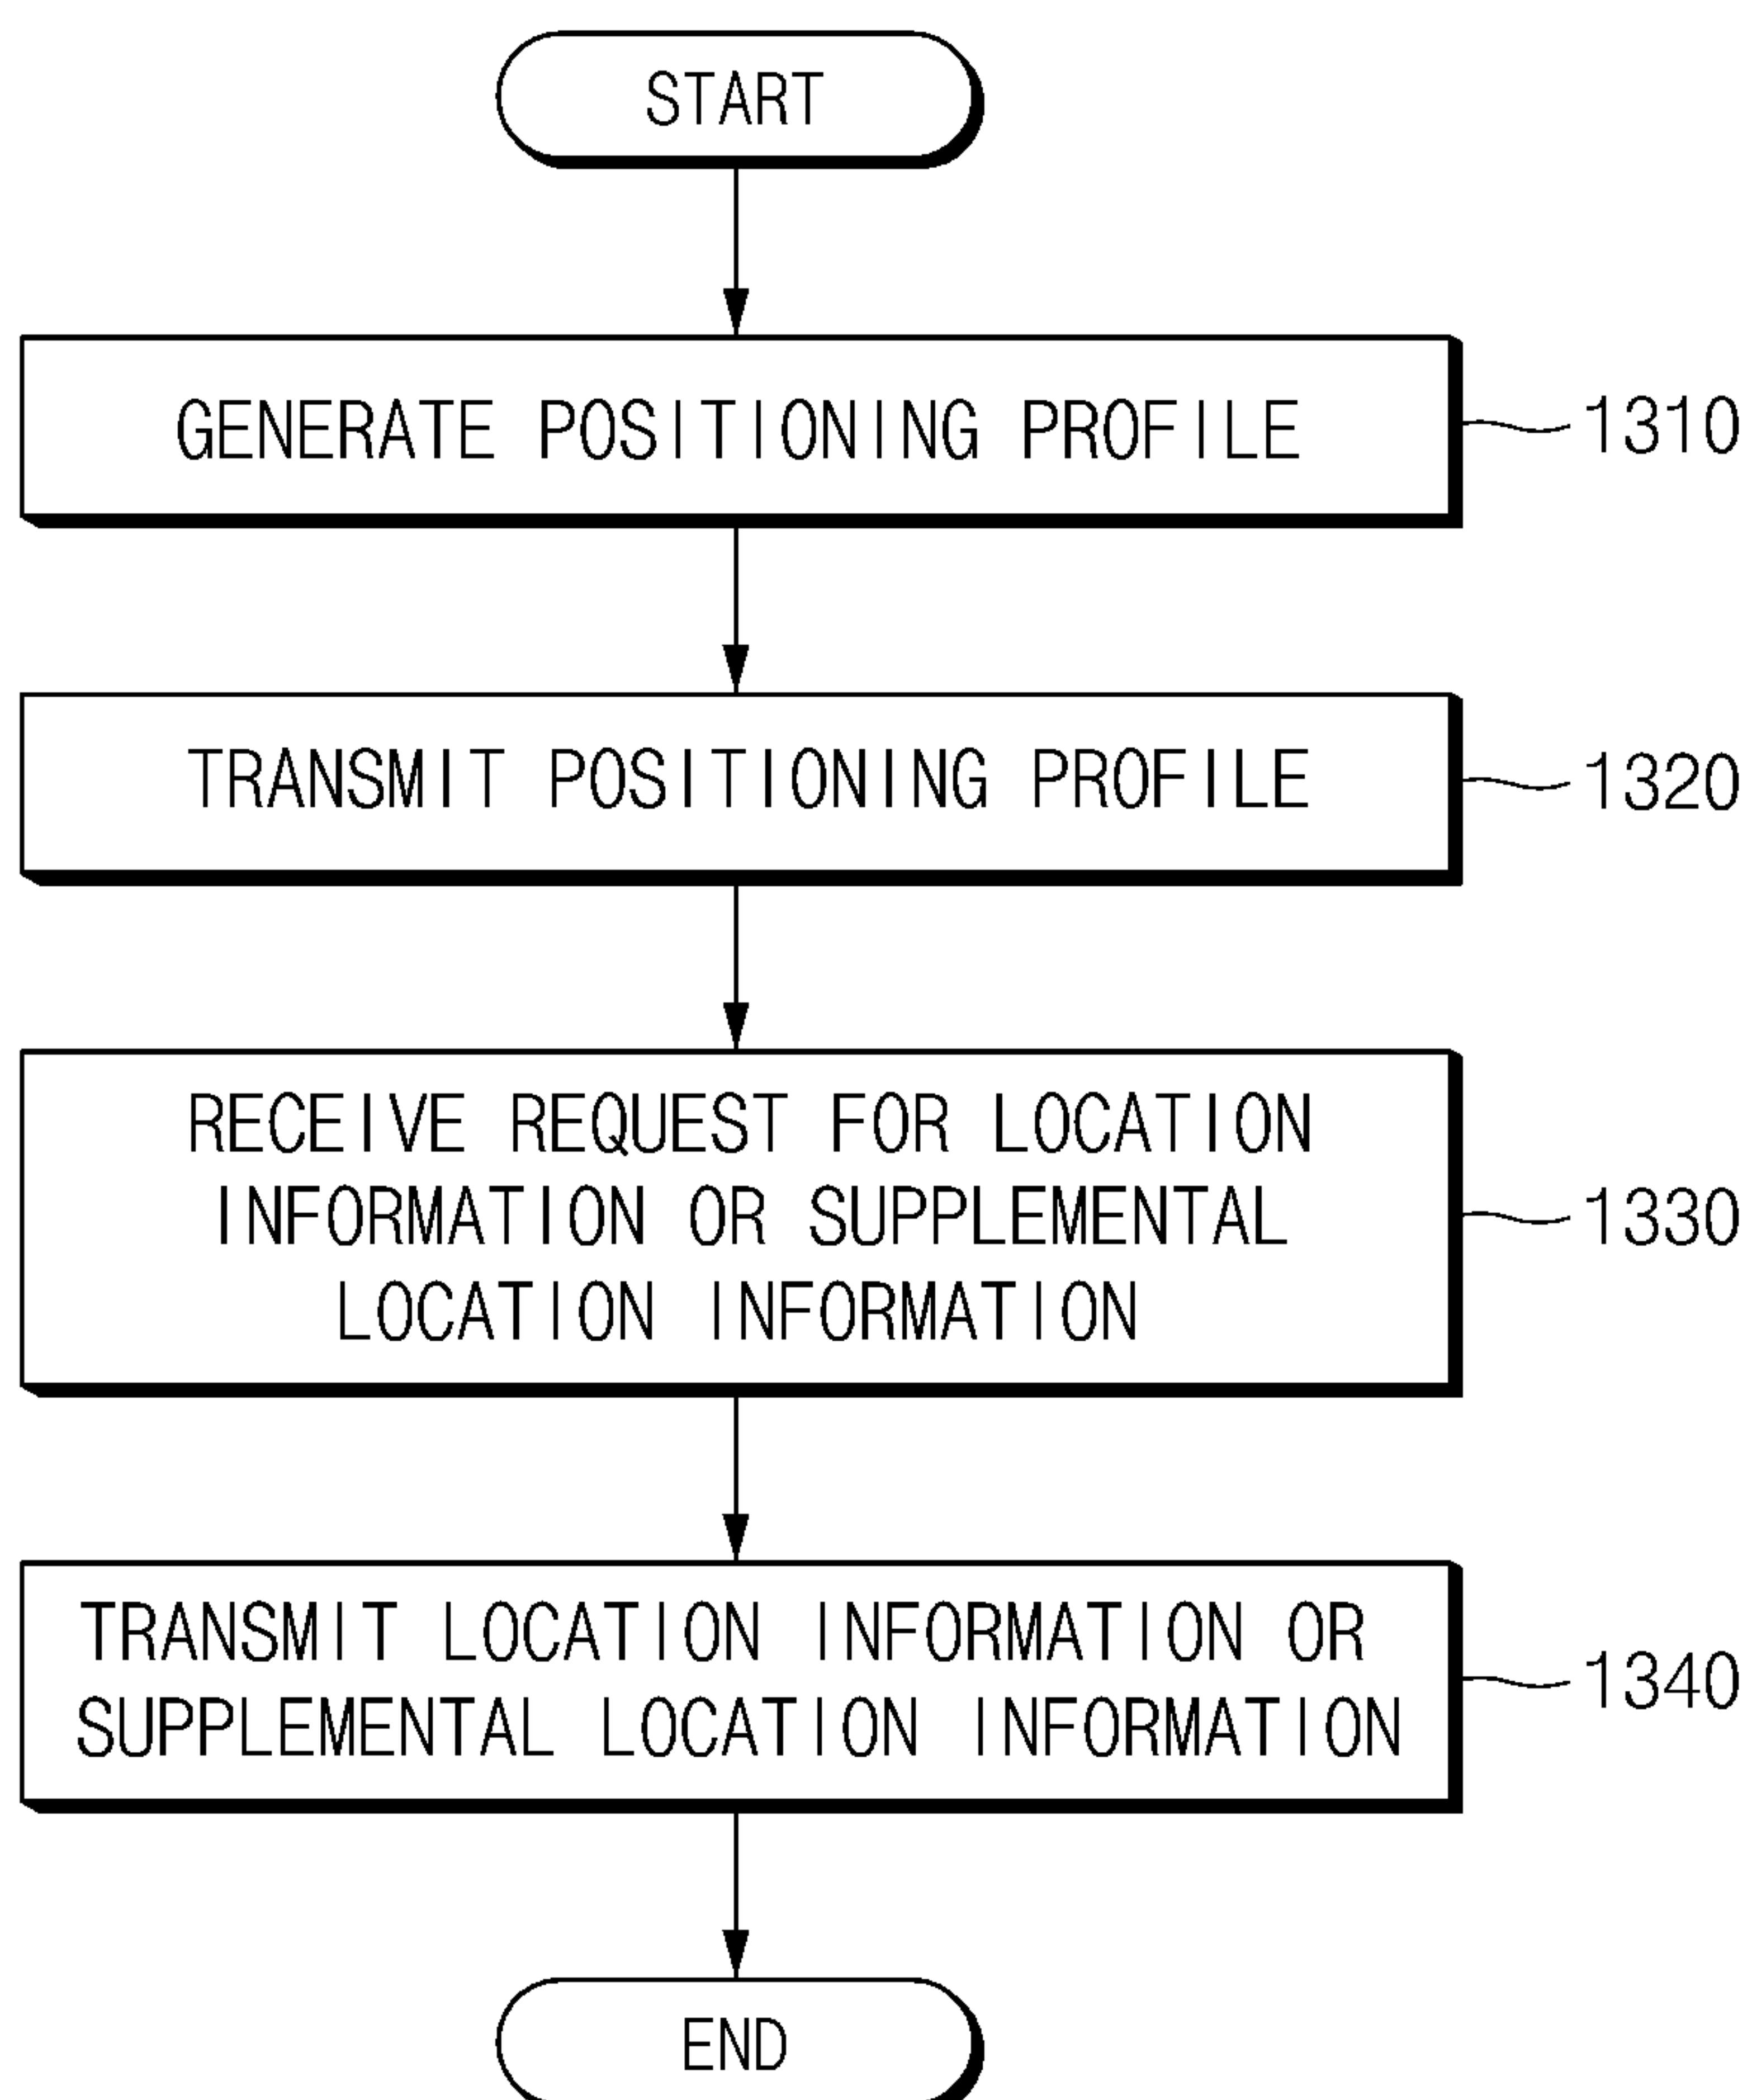 START
GENERATE POSITIONING PROFILE
1310
TRANSMIT POSITIONING PROFILE
1320
RECEIVE REQUEST FOR LOCATION
INFORMATION OR SUPPLEMENTAL
LOCATION INFORMATION
1330
TRANSMIT LOCATION INFORMATION OR
SUPPLEMENTAL LOCATION INFORMATION
1340
END